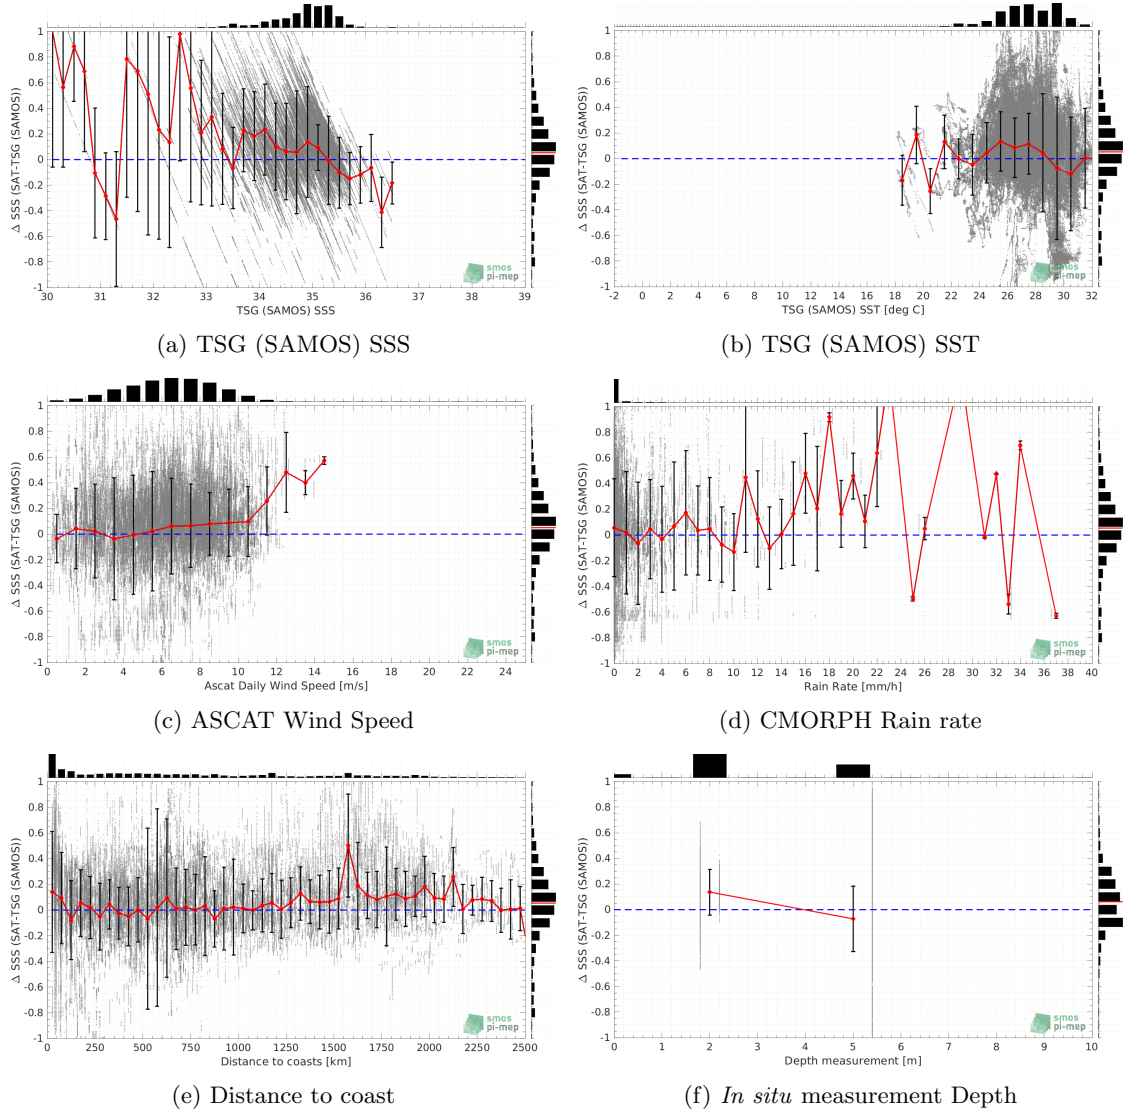 1
0.8
0.6
0.4
0.2
0
-0.2
-0.4
-0.6
-0.8
-1
Δ SSS (SAT-TSG (SAMOS))
30 31 32 33 34 35 36 37 38 39
TSG (SAMOS) SSS
smos
pi-mep
(a) TSG (SAMOS) SSS
1
0.8
0.6
0.4
0.2
0
-0.2
-0.4
-0.6
-0.8
-1
Δ SSS (SAT-TSG (SAMOS))
-2 0 2 4 6 8 10 12 14 16 18 20 22 24 26 28 30 32
TSG (SAMOS) SST [deg C]
smos
pi-mep
(b) TSG (SAMOS) SST
1
0.8
0.6
0.4
0.2
0
-0.2
-0.4
-0.6
-0.8
-1
Δ SSS (SAT-TSG (SAMOS))
0 2 4 6 8 10 12 14 16 18 20 22 24
Ascat Daily Wind Speed [m/s]
smos
pi-mep
(c) ASCAT Wind Speed
1
0.8
0.6
0.4
0.2
0
-0.2
-0.4
-0.6
-0.8
-1
Δ SSS (SAT-TSG (SAMOS))
0 2 4 6 8 10 12 14 16 18 20 22 24 26 28 30 32 34 36 38 40
Rain Rate [mm/h]
smos
pi-mep
(d) CMORPH Rain rate
1
0.8
0.6
0.4
0.2
0
-0.2
-0.4
-0.6
-0.8
-1
Δ SSS (SAT-TSG (SAMOS))
0 250 500 750 1000 1250 1500 1750 2000 2250 2500
Distance to coasts [km]
smos
pi-mep
(e) Distance to coast
1
0.8
0.6
0.4
0.2
0
-0.2
-0.4
-0.6
-0.8
-1
Δ SSS (SAT-TSG (SAMOS))
0 1 2 3 4 5 6 7 8 9 10
Depth measurement [m]
smos
pi-mep
(f) In situ measurement Depth